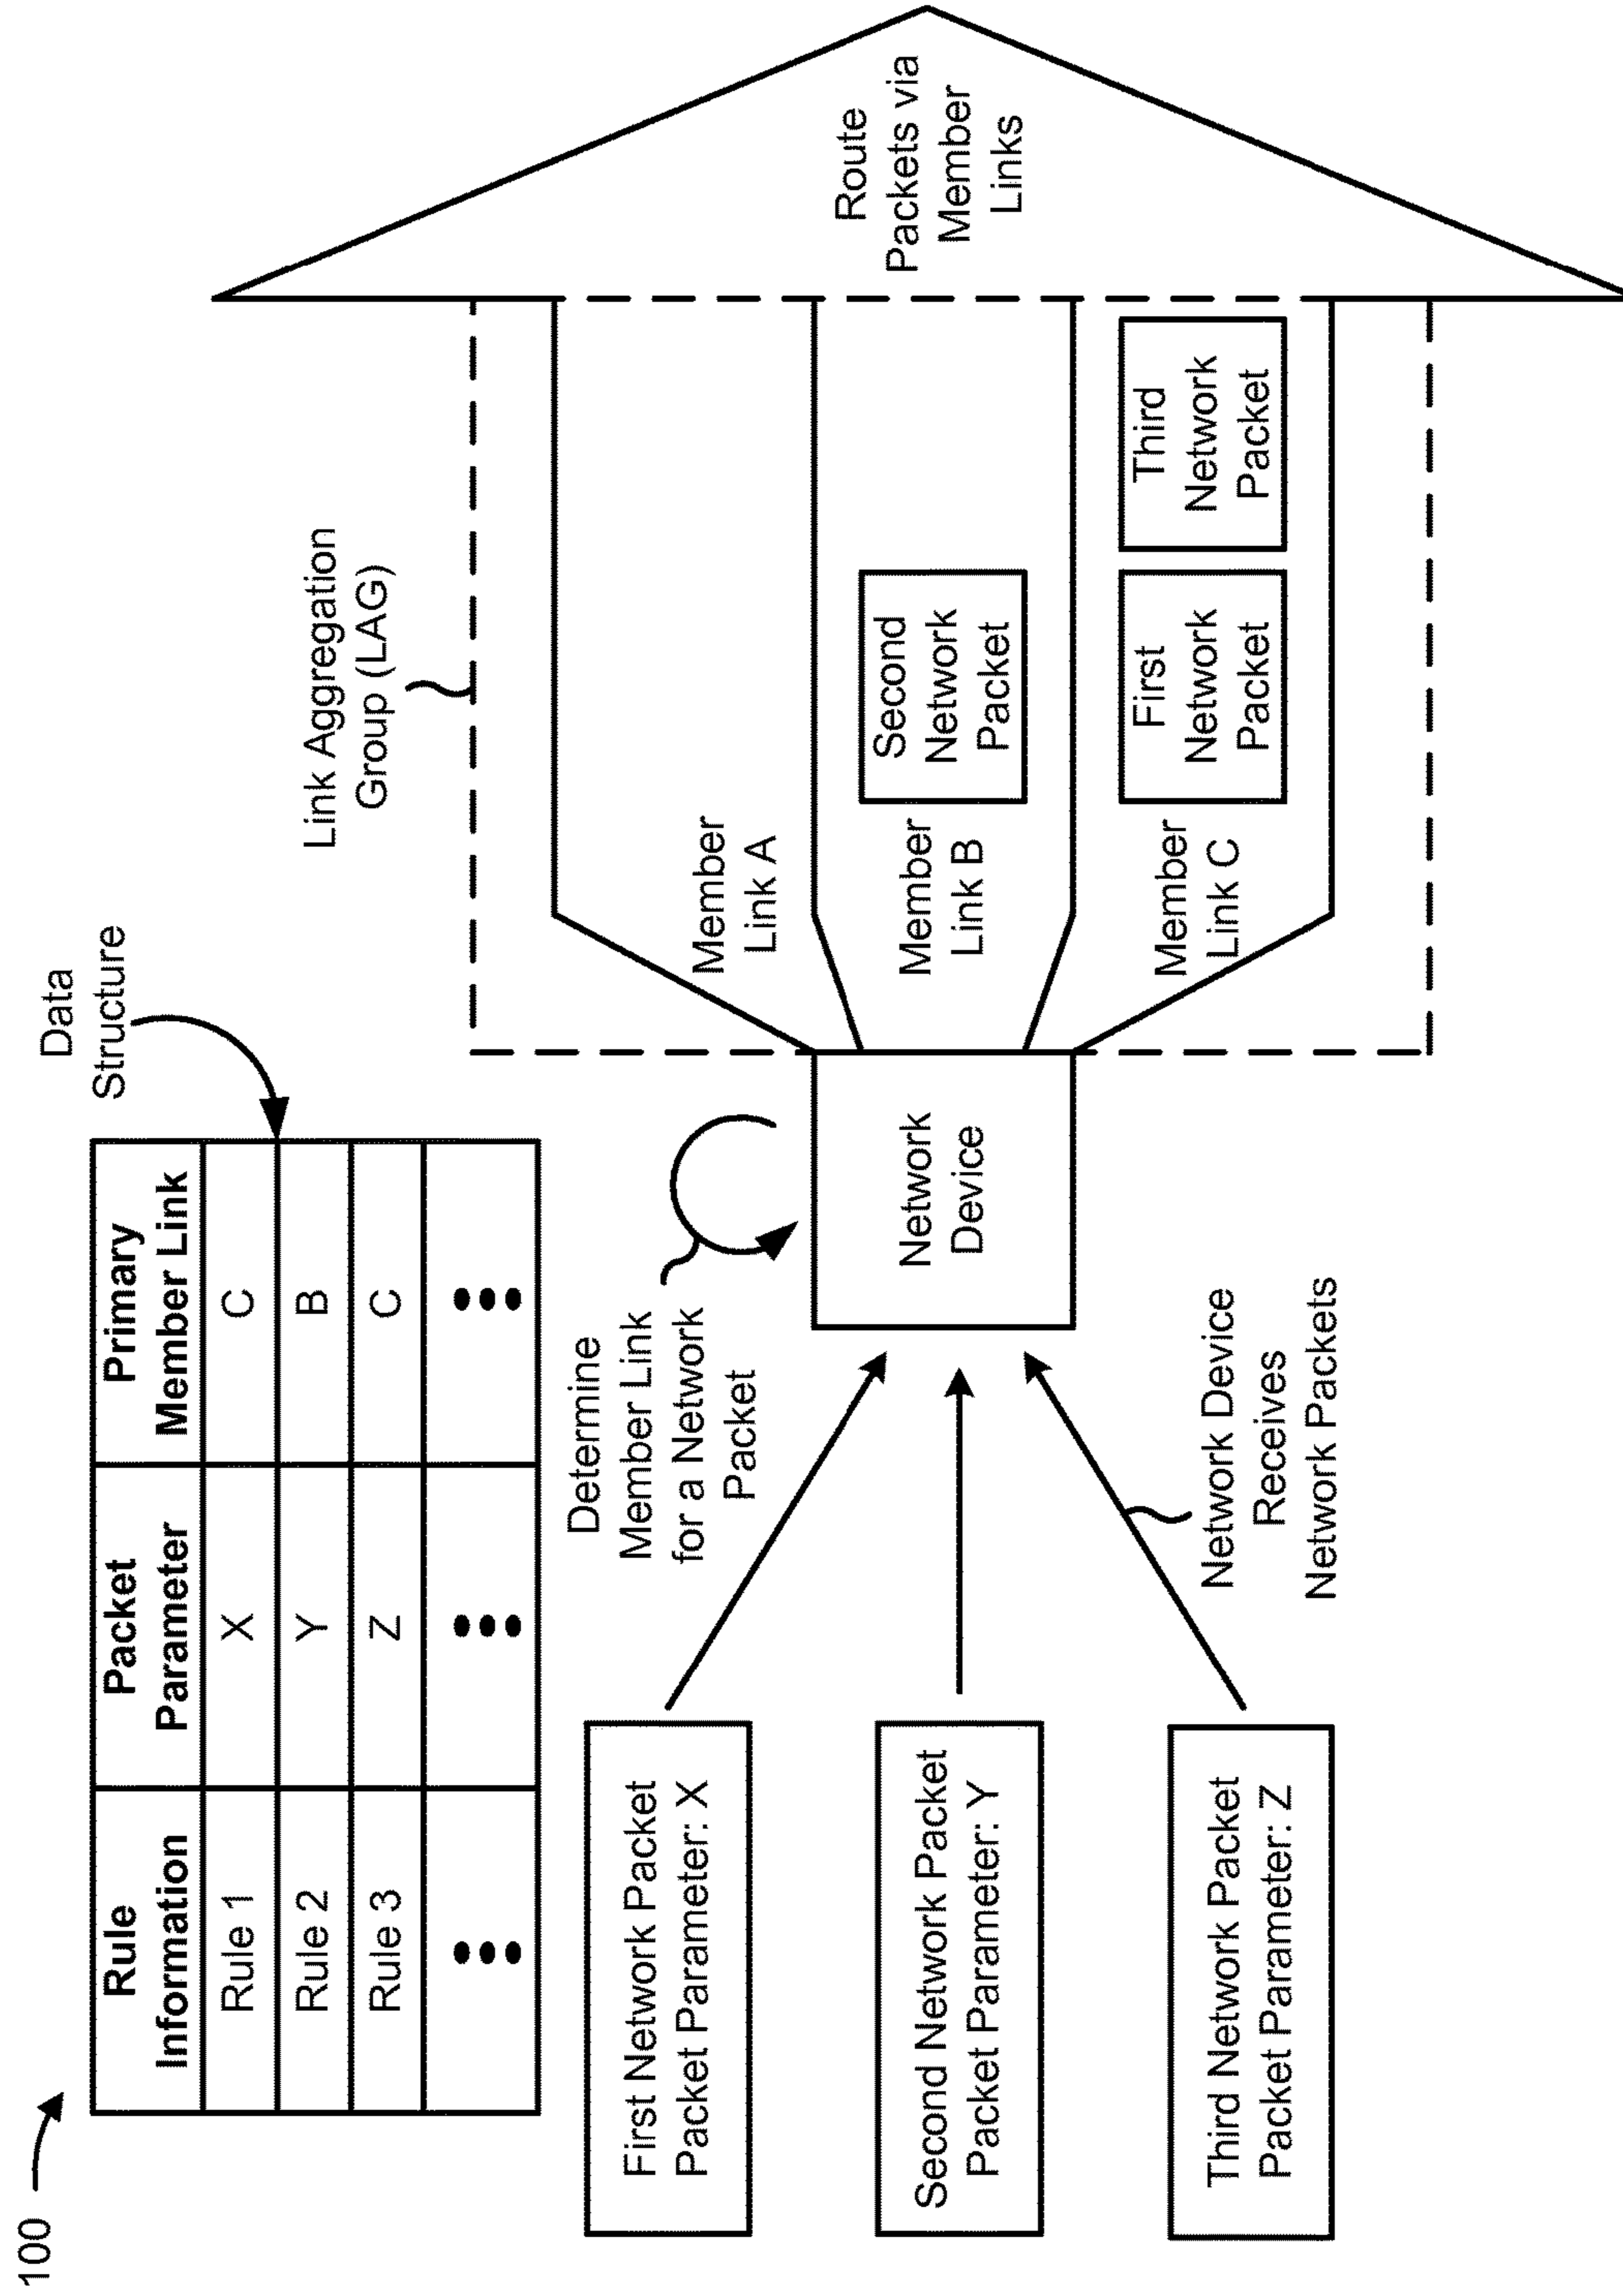 100
Data
Structure
Rule
Information
Packet
Parameter
Primary
Member Link
Rule 1
X
C
Rule 2
Y
B
Rule 3
Z
C
First Network Packet
Packet Parameter: X
Second Network Packet
Packet Parameter: Y
Third Network Packet
Packet Parameter: Z
Determine
Member Link
for a Network
Packet
Network Device
Receives
Network Packets
Network
Device
Link Aggregation
Group (LAG)
Member
Link A
Member
Link B
Second
Network
Packet
Member
Link C
First
Network
Packet
Third
Network
Packet
Route
Packets via
Member
Links